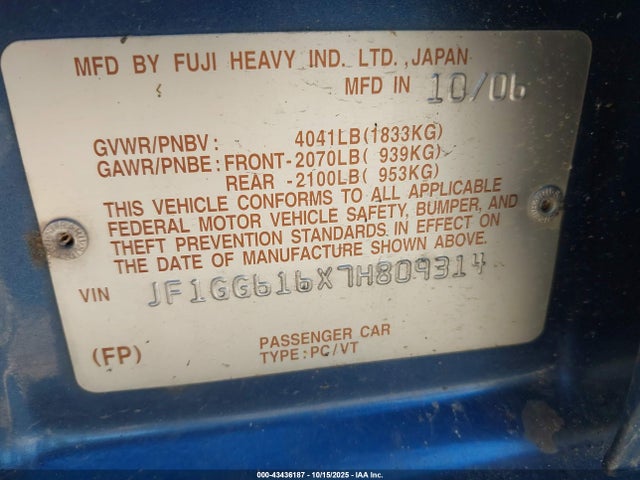 MFD BY FUJI HEAVY IND. LTD., JAPAN
MFD IN 10/06
GVWR/PNBV: 4041LB(1833KG)
GAWR/PNBE: FRONT-2070LB( 939KG)
REAR -2100LB( 953KG)
THIS VEHICLE CONFORMS TO ALL APPLICABLE
FEDERAL MOTOR VEHICLE SAFETY, BUMPER, AND
THEFT PREVENTION STANDARDS IN EFFECT ON
THE DATE OF MANUFACTURE SHOWN ABOVE.
VIN JF1GG616X7H809314
(FP)
PASSENGER CAR
TYPE:PC/VT
000-43436187 - 10/15/2025 - IAA Inc.